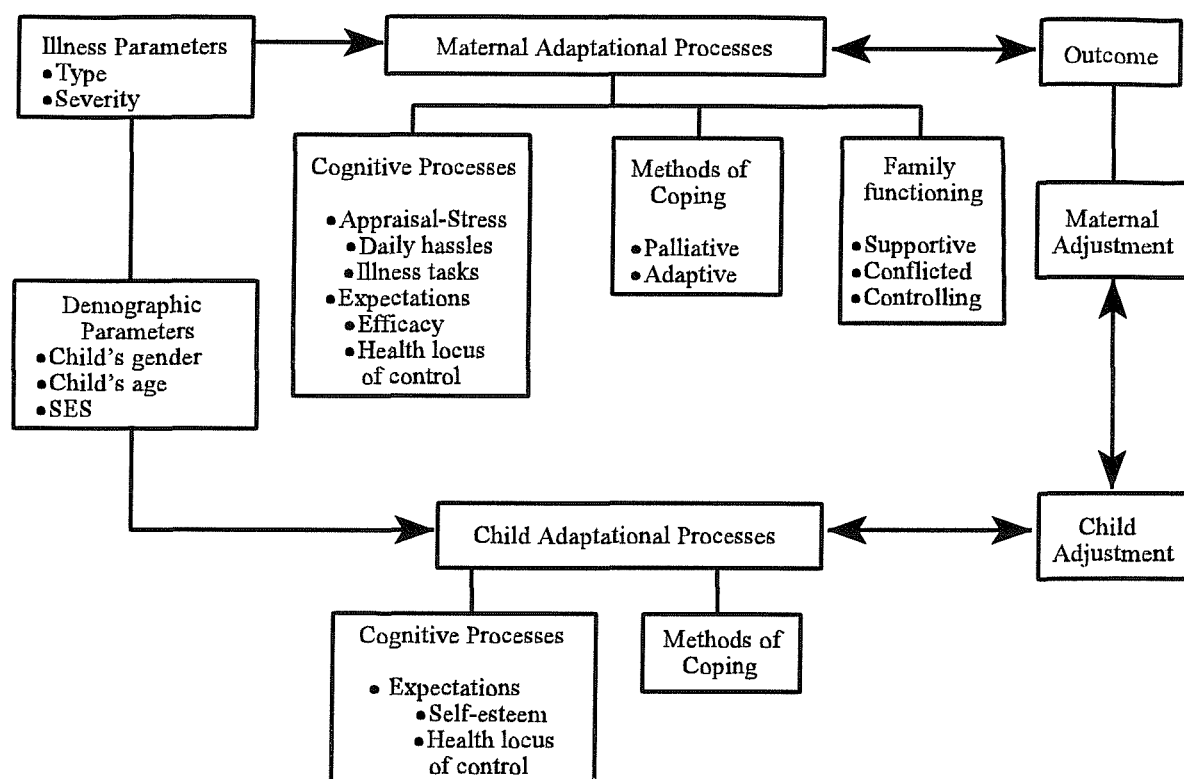 Illness Parameters
•Type
•Severity
Maternal Adaptational Processes
Outcome
Cognitive Processes
•Appraisal-Stress
•Daily hassles
•Illness tasks
•Expectations
•Efficacy
•Health locus
of control
Methods of
Coping
•Palliative
•Adaptive
Family
functioning
•Supportive
•Conflicted
•Controlling
Maternal
Adjustment
Demographic
Parameters
•Child's gender
•Child's age
•SES
Child Adaptational Processes
Child
Adjustment
Cognitive Processes
• Expectations
•Self-esteem
•Health locus
of control
Methods of
Coping